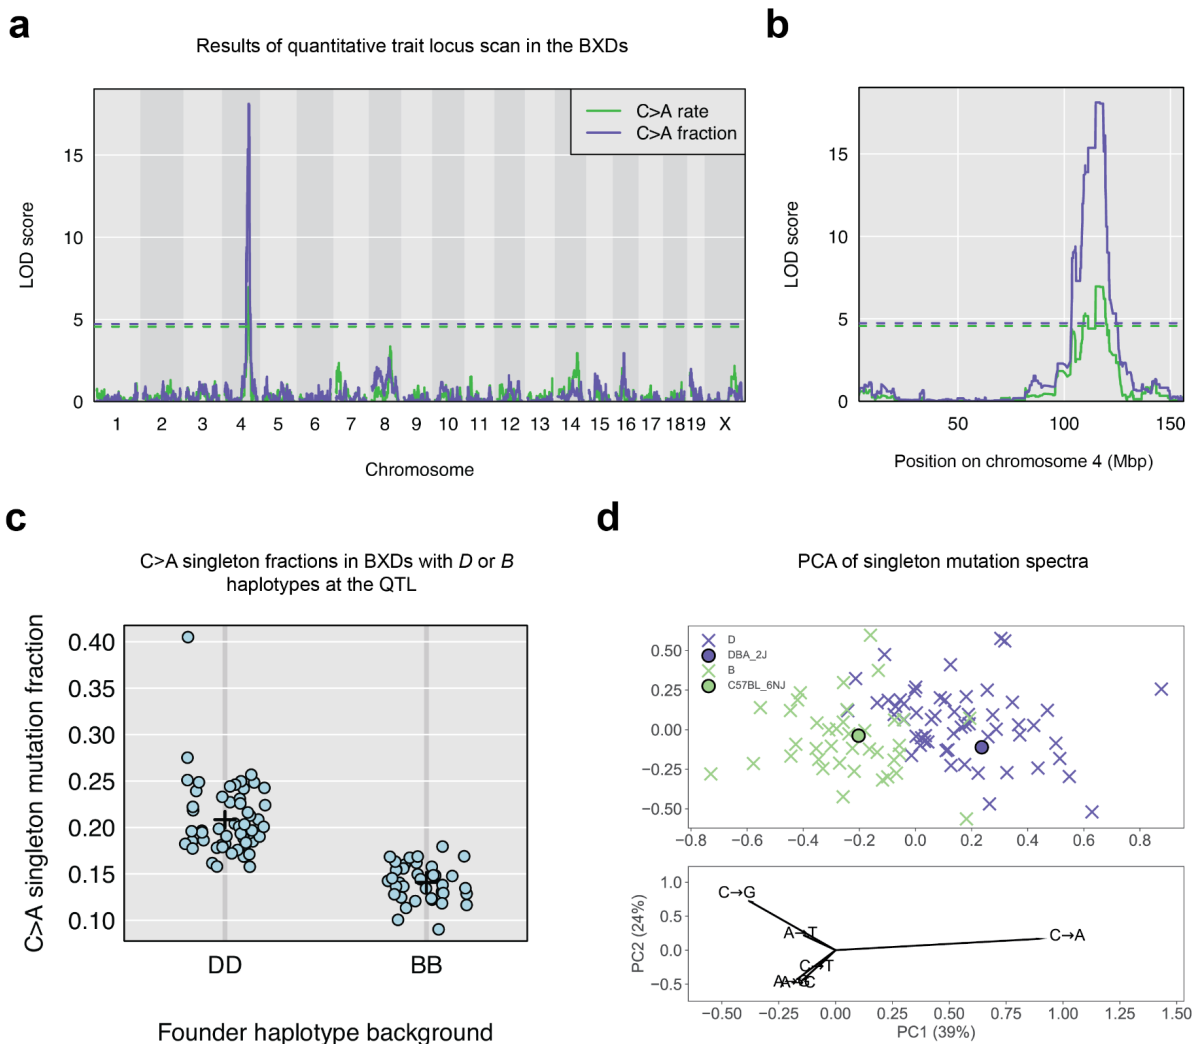 a
Results of quantitative trait locus scan in the BXDs
C>A rate
C>A fraction
LOD score
15
10
5
0
1 2 3 4 5 6 7 8 9 10 11 12 13 14 15 16 17 18 19 X
Chromosome
b
LOD score
15
10
5
0
50 100 150
Position on chromosome 4 (Mbp)
c
C>A singleton fractions in BXDs with D or B
haplotypes at the QTL
C>A singleton mutation fraction
0.40
0.35
0.30
0.25
0.20
0.15
0.10
DD BB
Founder haplotype background
d
PCA of singleton mutation spectra
D
DBA_2J
B
C57BL_6NJ
0.50
0.25
0.00
−0.25
−0.50
−0.8 −0.6 −0.4 −0.2 0.0 0.2 0.4 0.6 0.8
PC2 (24%)
1.0
0.5
0.0
−0.5
C→G
A→T
C→A
C→T
−0.50 −0.25 0.00 0.25 0.50 0.75 1.00 1.25 1.50
PC1 (39%)